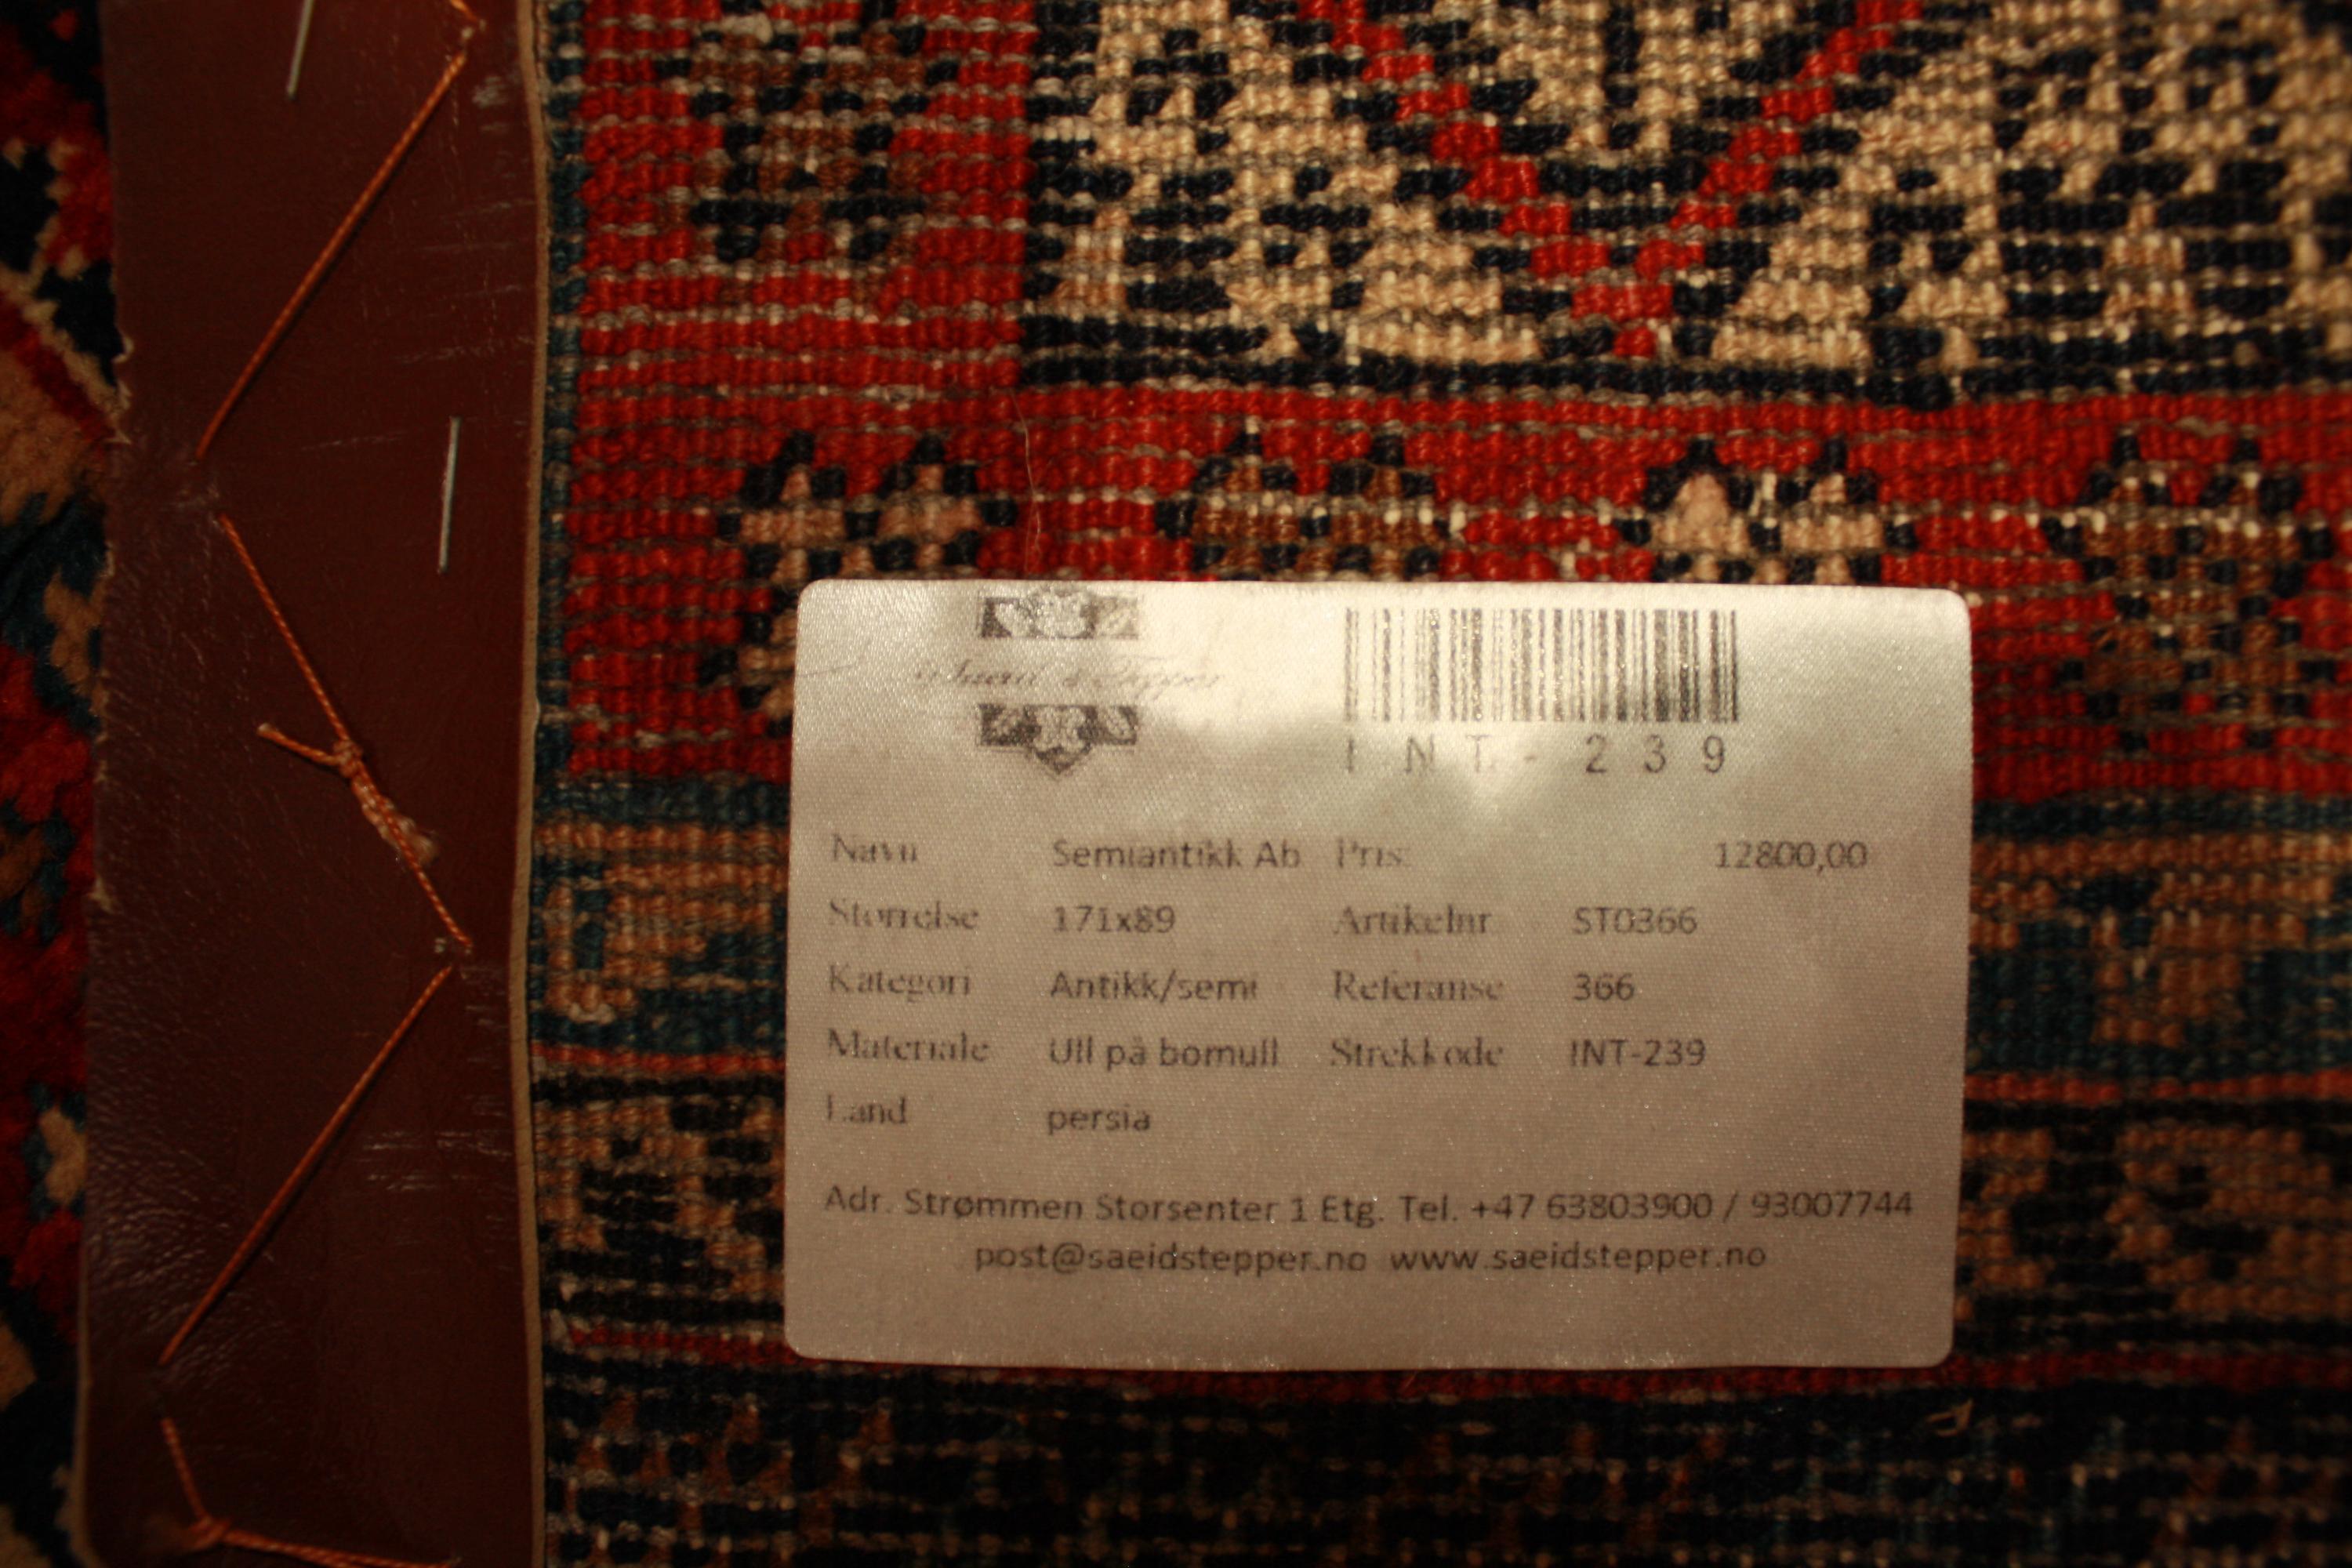 Saeid's Tepper
INT-239
Navn Semiantikk Ab Pris: 12800,00
Størrelse 171x89 Artikelnr ST0366
Kategori Antikk/semi Referanse 366
Materiale Ull på bomull Strekkode INT-239
Land persia
Adr. Strømmen Storsenter 1 Etg. Tel. +47 63803900 / 93007744
post@saeidstepper.no www.saeidstepper.no